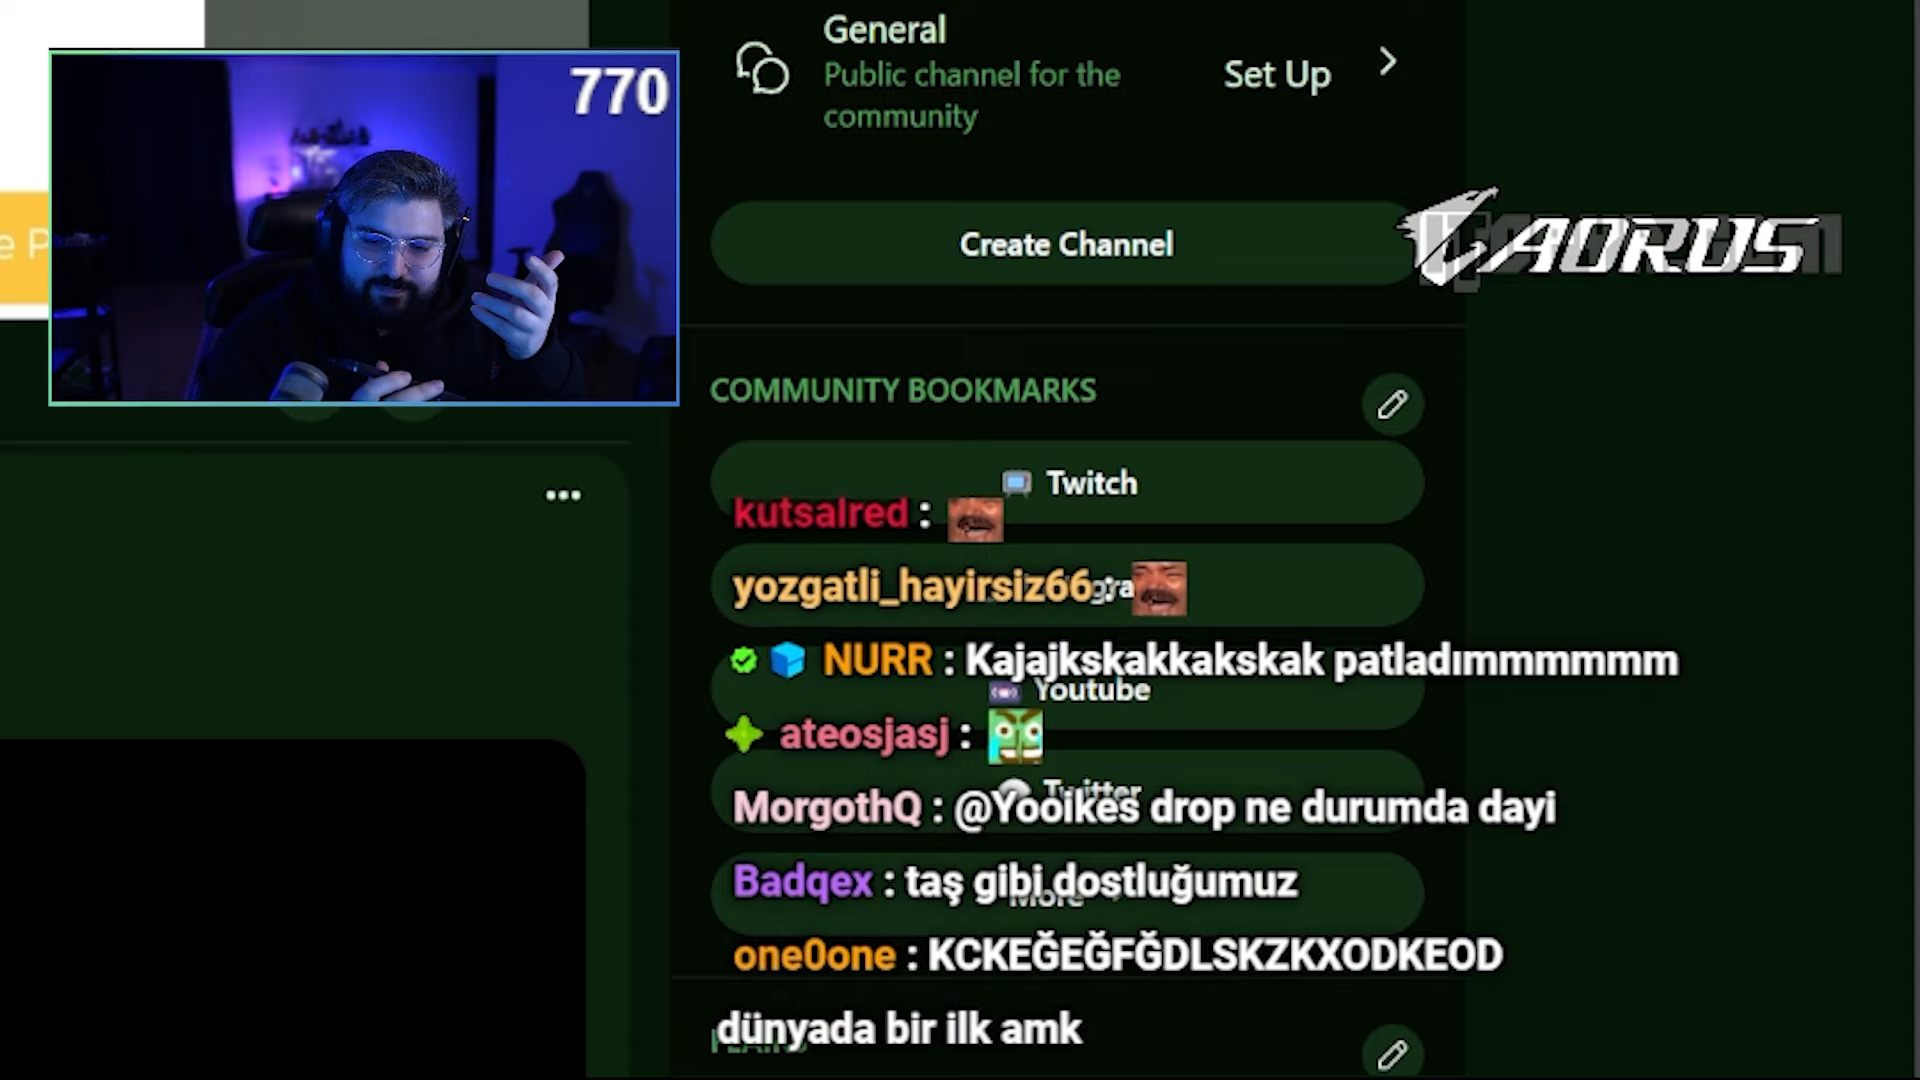 770
General
Public channel for the
community
Set Up
Create Channel
AORUS
e P
COMMUNITY BOOKMARKS
Twitch
kutsalred :
yozgatli_hayirsiz66 :
NURR : Kajajkskakkakskak patladımmmmmm
Youtube
ateosjasj :
Twitter
MorgothQ : @Yooikes drop ne durumda dayi
Badqex : taş gibi dostluğumuz
More
one0one : KCKEĞEĞFĞDLSKZKXODKEOD
dünyada bir ilk amk